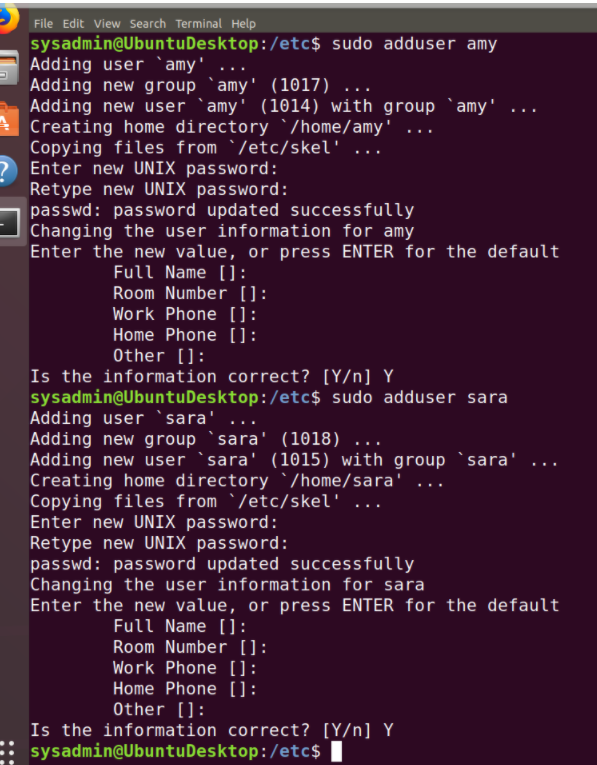 File Edit View Search Terminal Help
sysadmin@UbuntuDesktop:/etc$ sudo adduser amy
Adding user `amy' ...
Adding new group `amy' (1017) ...
Adding new user `amy' (1014) with group `amy' ...
Creating home directory `/home/amy' ...
Copying files from `/etc/skel' ...
Enter new UNIX password:
Retype new UNIX password:
passwd: password updated successfully
Changing the user information for amy
Enter the new value, or press ENTER for the default
        Full Name []:
        Room Number []:
        Work Phone []:
        Home Phone []:
        Other []:
Is the information correct? [Y/n] Y
sysadmin@UbuntuDesktop:/etc$ sudo adduser sara
Adding user `sara' ...
Adding new group `sara' (1018) ...
Adding new user `sara' (1015) with group `sara' ...
Creating home directory `/home/sara' ...
Copying files from `/etc/skel' ...
Enter new UNIX password:
Retype new UNIX password:
passwd: password updated successfully
Changing the user information for sara
Enter the new value, or press ENTER for the default
        Full Name []:
        Room Number []:
        Work Phone []:
        Home Phone []:
        Other []:
Is the information correct? [Y/n] Y
sysadmin@UbuntuDesktop:/etc$